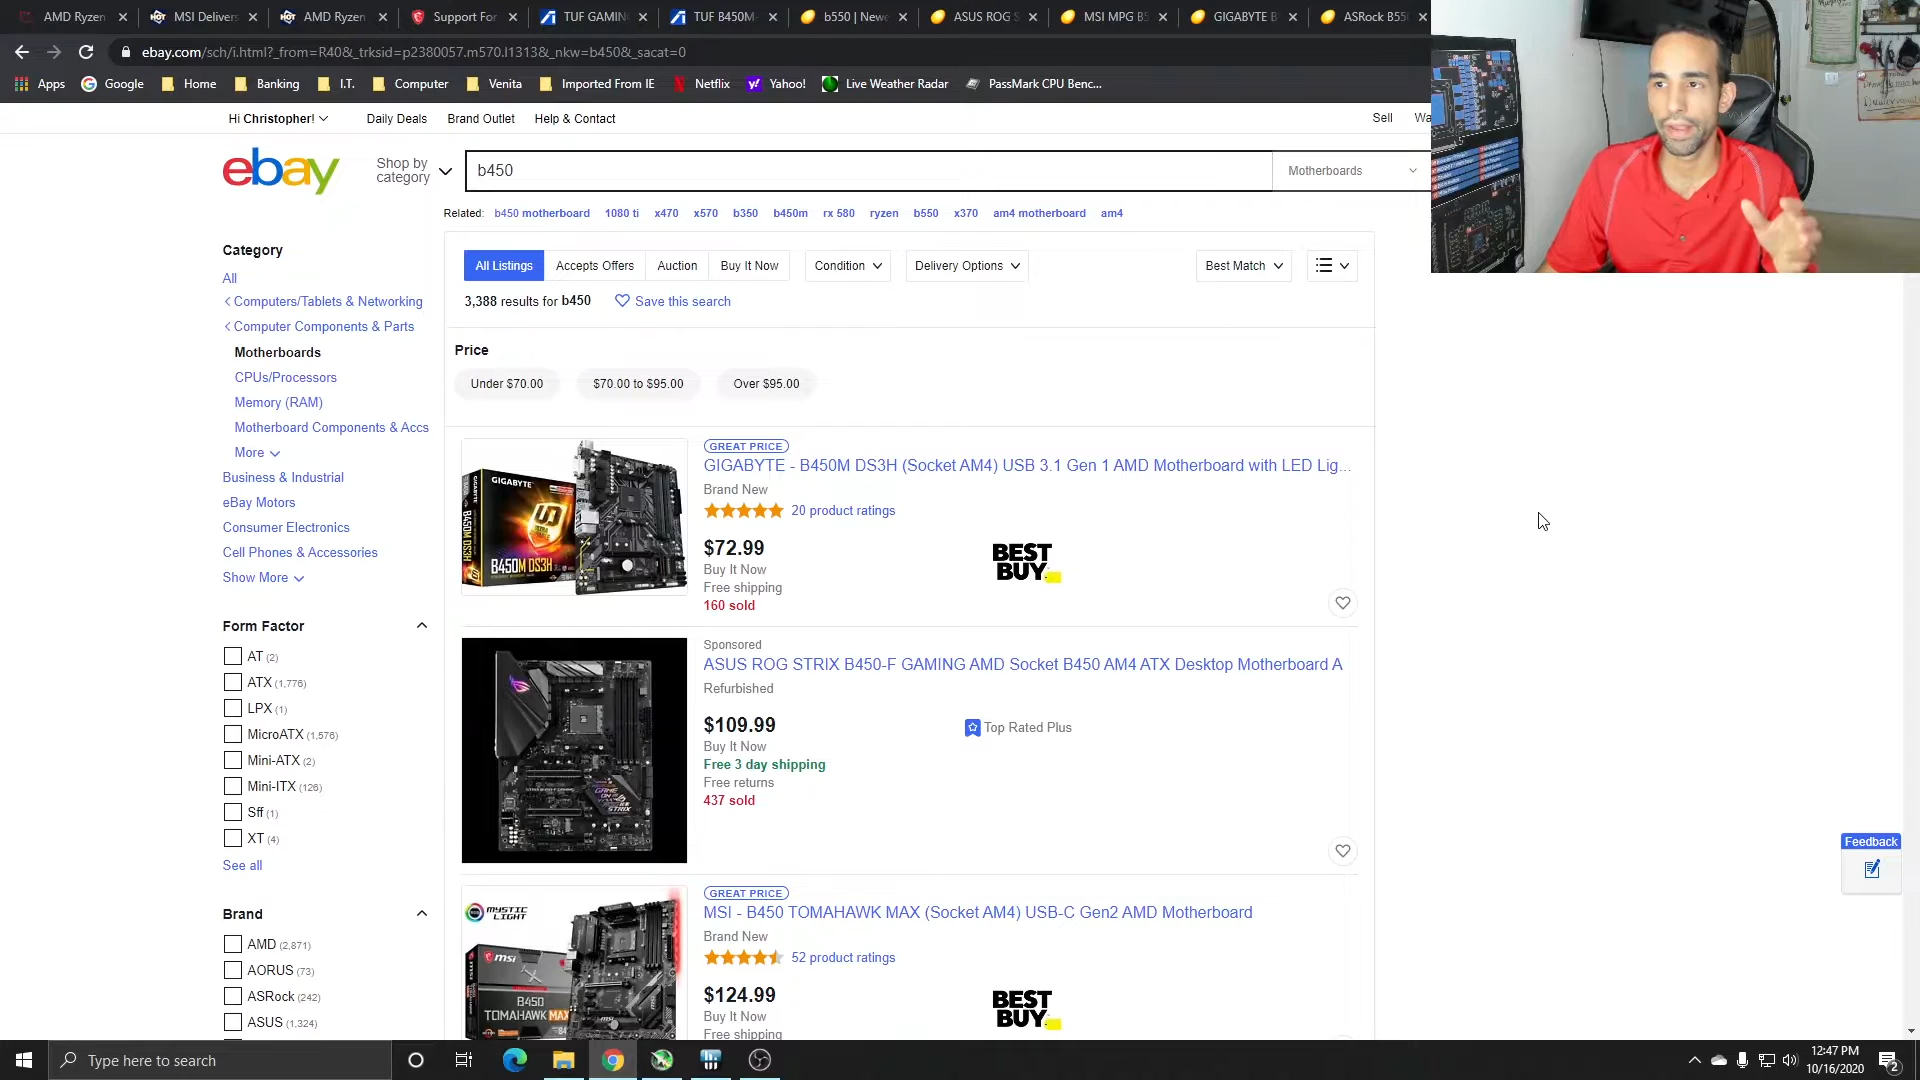 AMD Ryzen
MSI Delivers
AMD Ryzen
Support For
TUF GAMIN
TUF B450M-
b550 | Newe
ASUS ROG S
MSI MPG B5
GIGABYTE B
ASRock B55
ebay.com/sch/i.html?_from=R40&_trksid=p2380057.m570.l1313&_nkw=b450&_sacat=0
Apps
Google
Home
Banking
I.T.
Computer
Venita
Imported From IE
Netflix
Yahoo!
Live Weather Radar
PassMark CPU Benc...
Hi Christopher!
Daily Deals
Brand Outlet
Help & Contact
Sell
Wa
ebay
Shop by
category
b450
Motherboards
Related: b450 motherboard 1080 ti x470 x570 b350 b450m rx 580 ryzen b550 x370 am4 motherboard am4
Category
All
Computers/Tablets & Networking
Computer Components & Parts
Motherboards
CPUs/Processors
Memory (RAM)
Motherboard Components & Accs
More
Business & Industrial
eBay Motors
Consumer Electronics
Cell Phones & Accessories
Show More
Form Factor
AT (2)
ATX (1,776)
LPX (1)
MicroATX (1,576)
Mini-ATX (2)
Mini-ITX (126)
Sff (1)
XT (4)
See all
Brand
AMD (2,871)
AORUS (73)
ASRock (242)
ASUS (1,324)
All Listings
Accepts Offers
Auction
Buy It Now
Condition
Delivery Options
Best Match
3,388 results for b450
Save this search
Price
Under $70.00
$70.00 to $95.00
Over $95.00
GIGABYTE
B450M DS3H
GREAT PRICE
GIGABYTE - B450M DS3H (Socket AM4) USB 3.1 Gen 1 AMD Motherboard with LED Lig...
Brand New
20 product ratings
$72.99
Buy It Now
Free shipping
160 sold
BEST
BUY
Sponsored
ASUS ROG STRIX B450-F GAMING AMD Socket B450 AM4 ATX Desktop Motherboard A
Refurbished
$109.99
Buy It Now
Free 3 day shipping
Free returns
437 sold
Top Rated Plus
MYSTIC
LIGHT
msi
B450
TOMAHAWK MAX
GREAT PRICE
MSI - B450 TOMAHAWK MAX (Socket AM4) USB-C Gen2 AMD Motherboard
Brand New
52 product ratings
$124.99
Buy It Now
Free shipping
BEST
BUY
Feedback
Type here to search
12:47 PM
10/16/2020
2